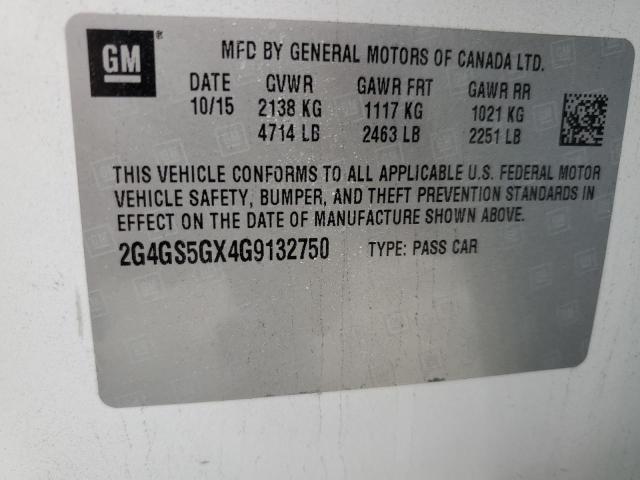 GM ®
MFD BY GENERAL MOTORS OF CANADA LTD.
DATE GVWR GAWR FRT GAWR RR
10/15 2138 KG 1117 KG 1021 KG
4714 LB 2463 LB 2251 LB
THIS VEHICLE CONFORMS TO ALL APPLICABLE U.S. FEDERAL MOTOR
VEHICLE SAFETY, BUMPER, AND THEFT PREVENTION STANDARDS IN
EFFECT ON THE DATE OF MANUFACTURE SHOWN ABOVE.
2G4GS5GX4G9132750 TYPE: PASS CAR